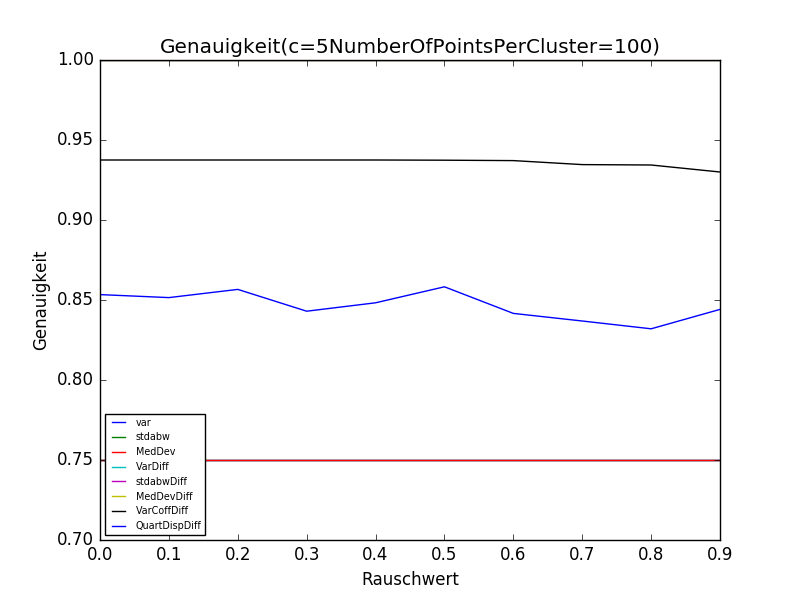 Genauigkeit(c=5NumberOfPointsPerCluster=100)
1.00
0.95
0.90
0.85
0.80
0.75
0.70
Genauigkeit
var
stdabw
MedDev
VarDiff
stdabwDiff
MedDevDiff
VarCoffDiff
QuartDispDiff
0.0 0.1 0.2 0.3 0.4 0.5 0.6 0.7 0.8 0.9
Rauschwert